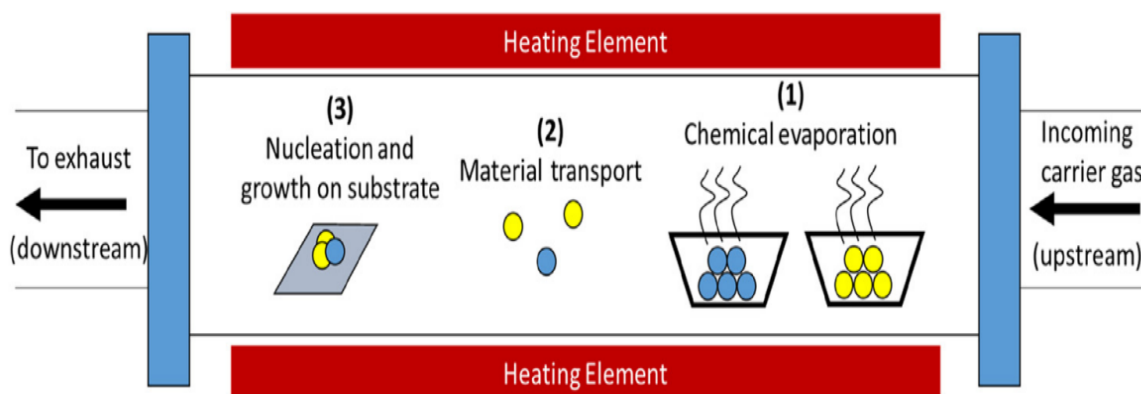 Heating Element
(1)
Chemical evaporation
(2)
Material transport
(3)
Nucleation and
growth on substrate
To exhaust
(downstream)
Incoming
carrier gas
(upstream)
Heating Element